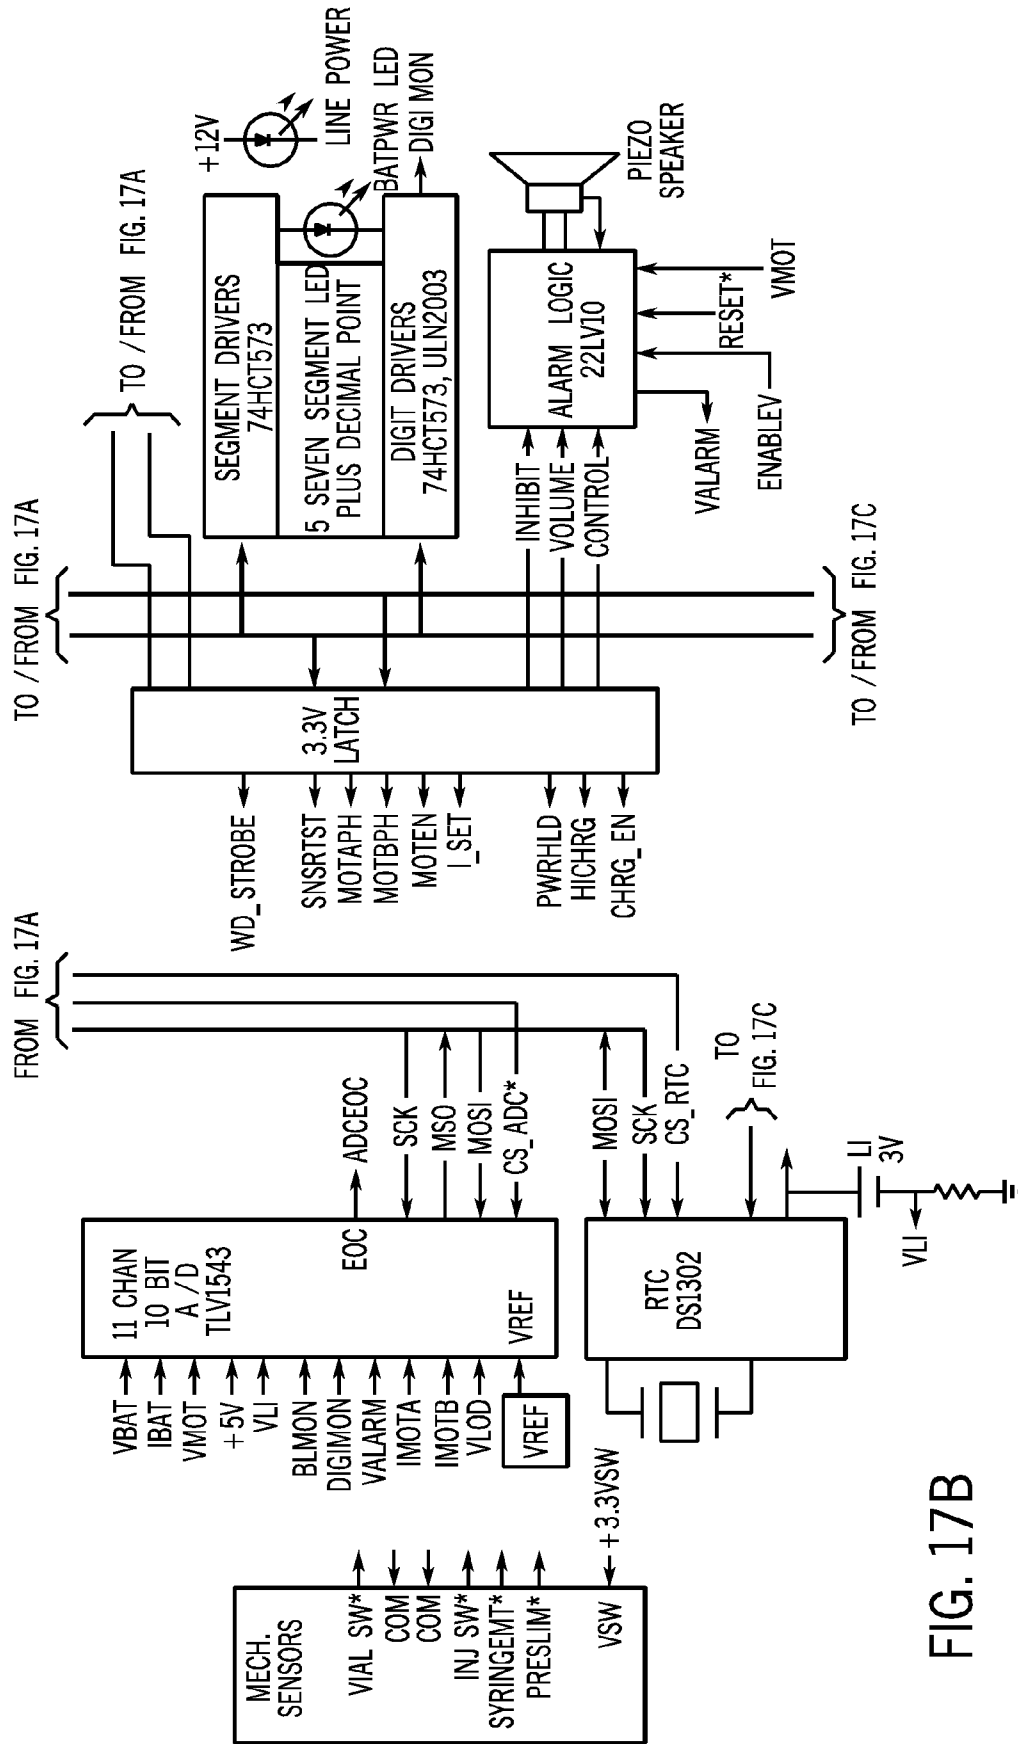 TO / FROM FIG. 17A
TO / FROM FIG. 17A
FROM FIG. 17A
+12V
LINE POWER
SEGMENT DRIVERS
74HCT573
5 SEVEN SEGMENT LED
PLUS DECIMAL POINT
BATPWR LED
DIGIT DRIVERS
74HCT573, ULN2003
DIGI MON
3.3V
LATCH
WD_STROBE
SNSRTST
MOTAPH
MOTBPH
MOTEN
I_SET
PWRHLD
HICHRG
CHRG_EN
INHIBIT
VOLUME
CONTROL
ALARM LOGIC
22LV10
PIEZO
SPEAKER
VALARM
ENABLEV
RESET*
VMOT
TO / FROM FIG. 17C
11 CHAN
10 BIT
A/D
TLV1543
VBAT
IBAT
VMOT
+5V
VLI
BLMON
DIGIMON
VALARM
IMOTA
IMOTB
VLOD
VREF
VREF
EOC
ADCEOC
SCK
MSO
MOSI
CS_ADC*
MOSI
SCK
CS_RTC
TO
FIG. 17C
RTC
DS1302
LI
3V
VLI
MECH.
SENSORS
VIAL SW*
COM
COM
INJ SW*
SYRINGEMT*
PRESLIM*
VSW
+3.3VSW
FIG. 17B